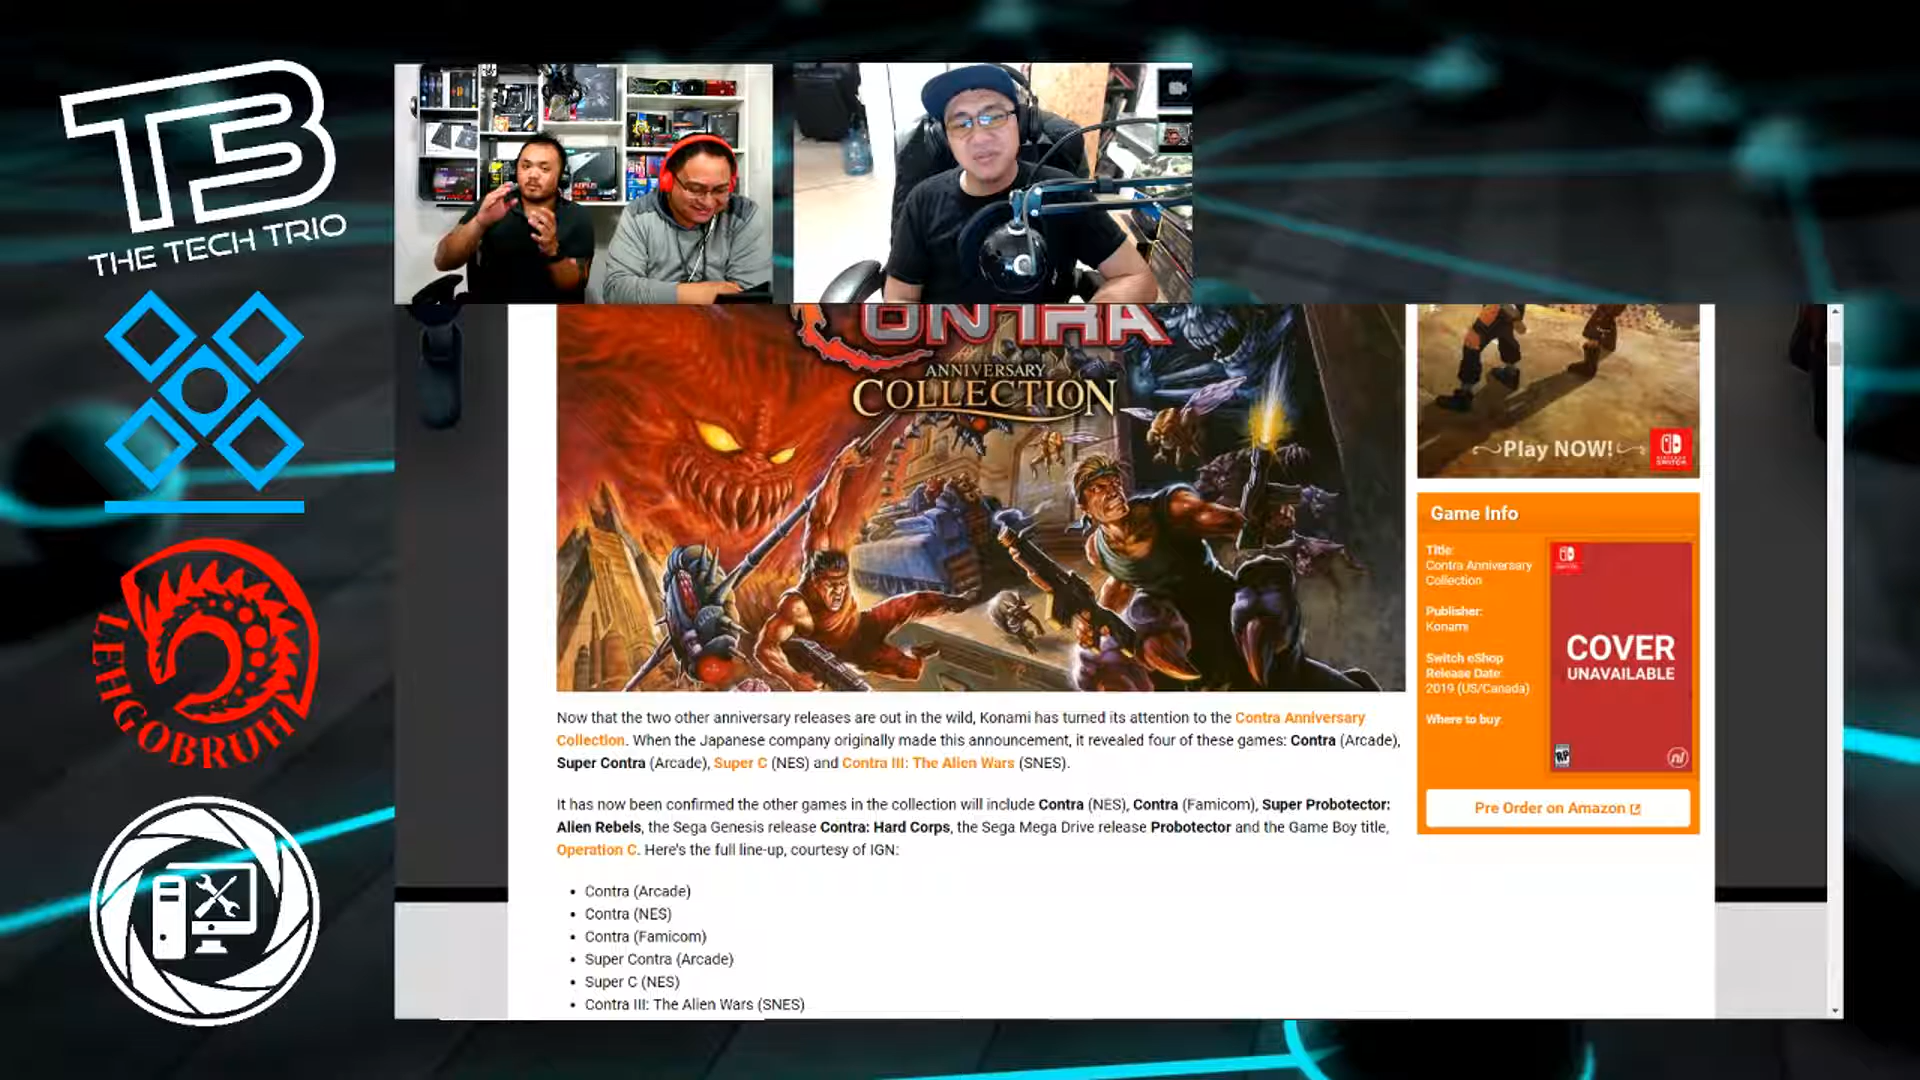 T3
THE TECH TRIO
LAEHGOBRUH
CONTRA
ANNIVERSARY
COLLECTION
Play NOW!
Game Info
Title:
Contra Anniversary
Collection
Publisher:
Konami
Switch eShop
Release Date:
2019 (US/Canada)
Where to buy:
COVER
UNAVAILABLE
RP
Pre Order on Amazon
Now that the two other anniversary releases are out in the wild, Konami has turned its attention to the Contra Anniversary
Collection. When the Japanese company originally made this announcement, it revealed four of these games: Contra (Arcade),
Super Contra (Arcade), Super C (NES) and Contra III: The Alien Wars (SNES).
It has now been confirmed the other games in the collection will include Contra (NES), Contra (Famicom), Super Probotector:
Alien Rebels, the Sega Genesis release Contra: Hard Corps, the Sega Mega Drive release Probotector and the Game Boy title,
Operation C. Here's the full line-up, courtesy of IGN:
• Contra (Arcade)
• Contra (NES)
• Contra (Famicom)
• Super Contra (Arcade)
• Super C (NES)
• Contra III: The Alien Wars (SNES)